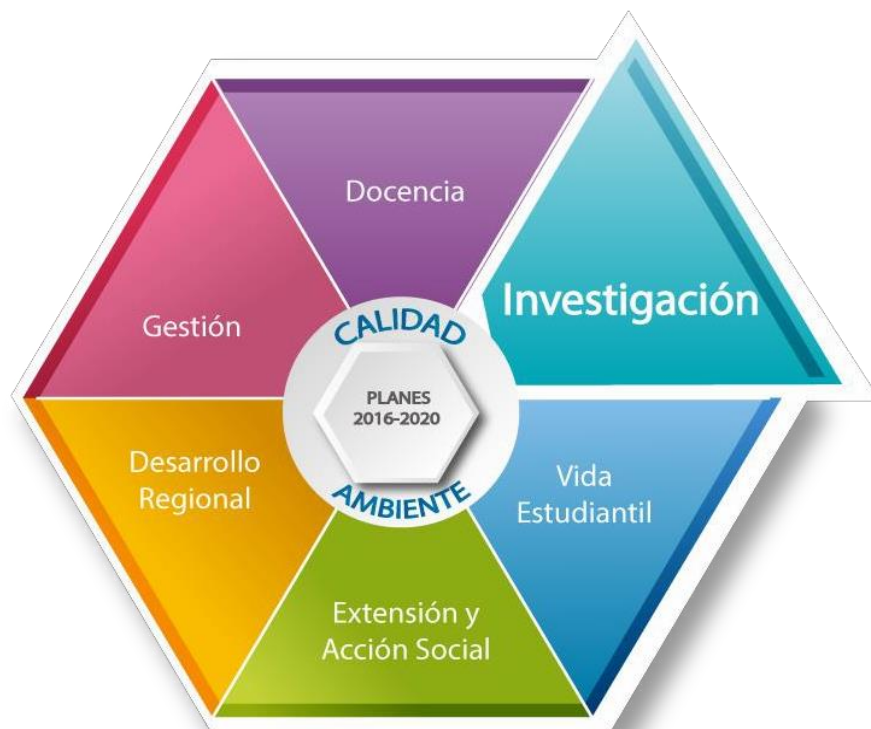 Docencia
Investigación
Gestión
CALIDAD
PLANES
2016-2020
AMBIENTE
Desarrollo
Regional
Vida
Estudiantil
Extensión y
Acción Social